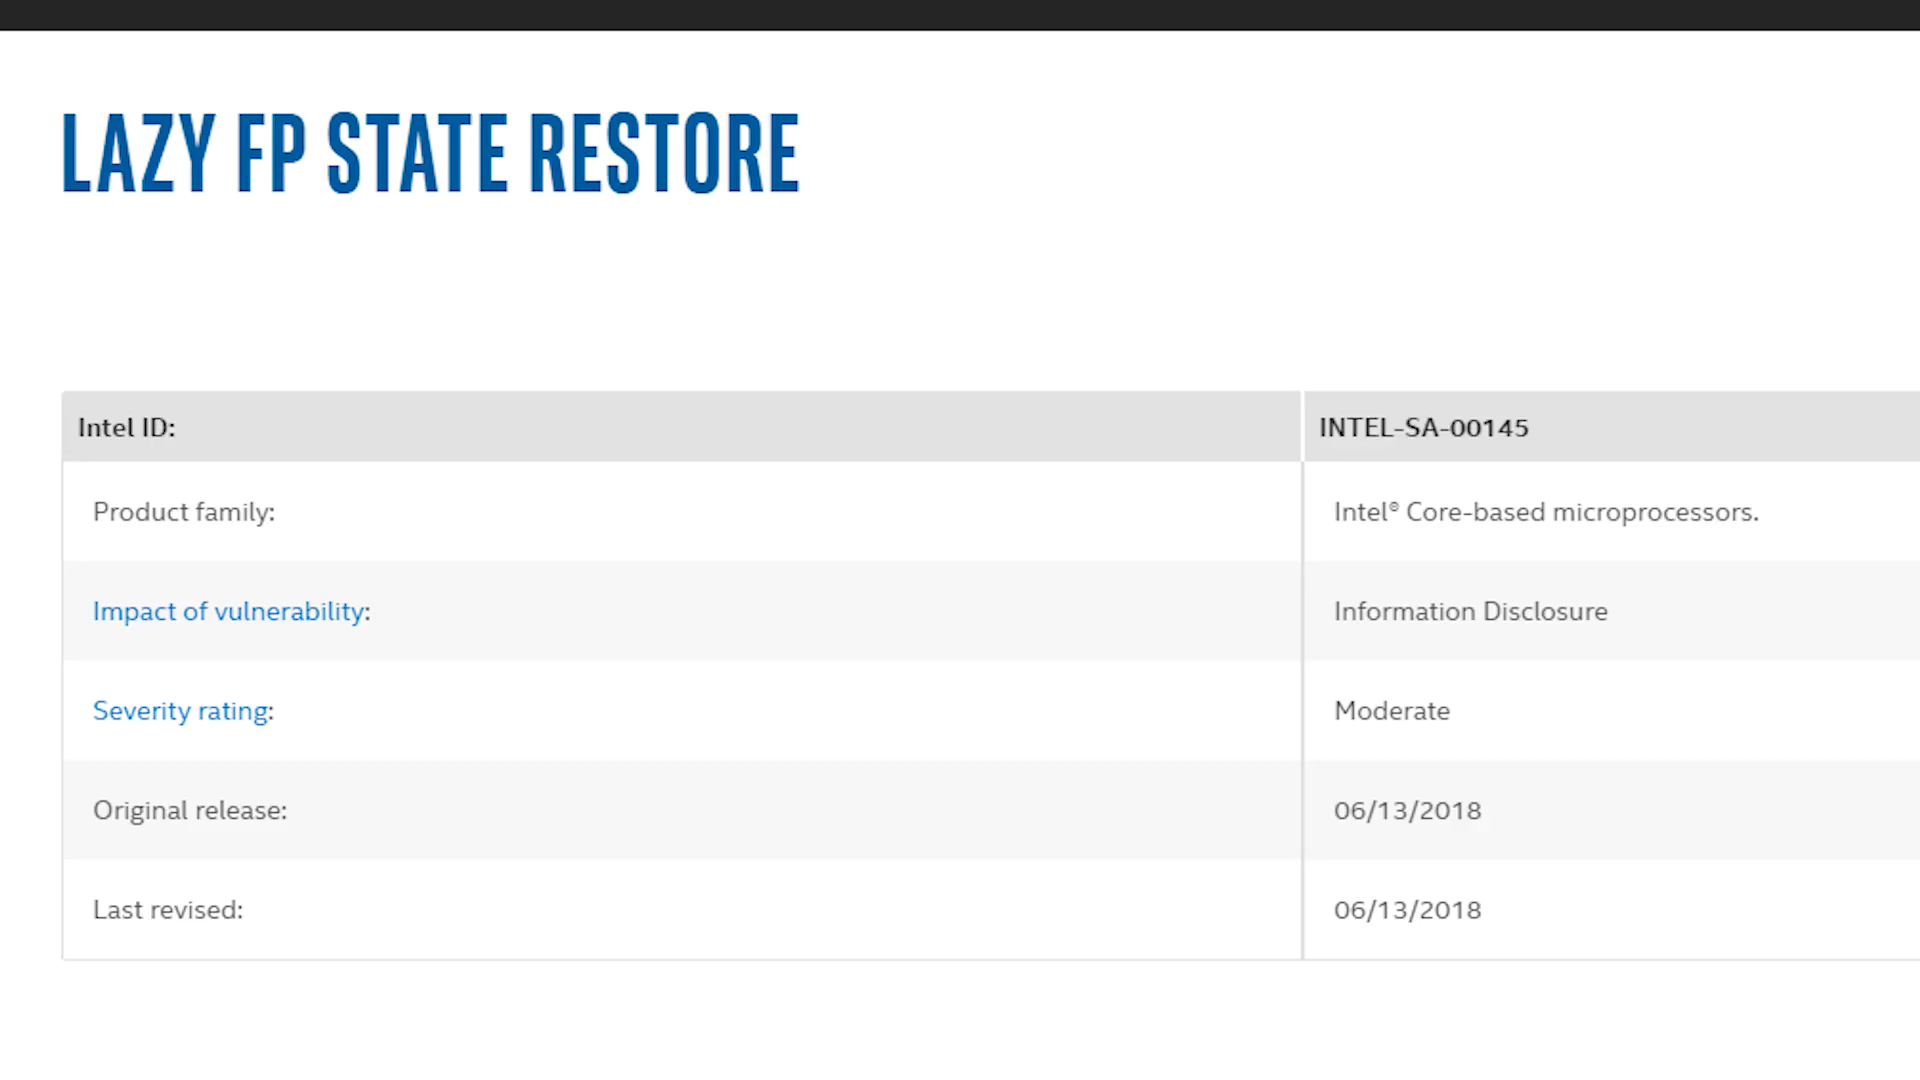 LAZY FP STATE RESTORE
Intel ID: INTEL-SA-00145
Product family: Intel® Core-based microprocessors.
Impact of vulnerability: Information Disclosure
Severity rating: Moderate
Original release: 06/13/2018
Last revised: 06/13/2018